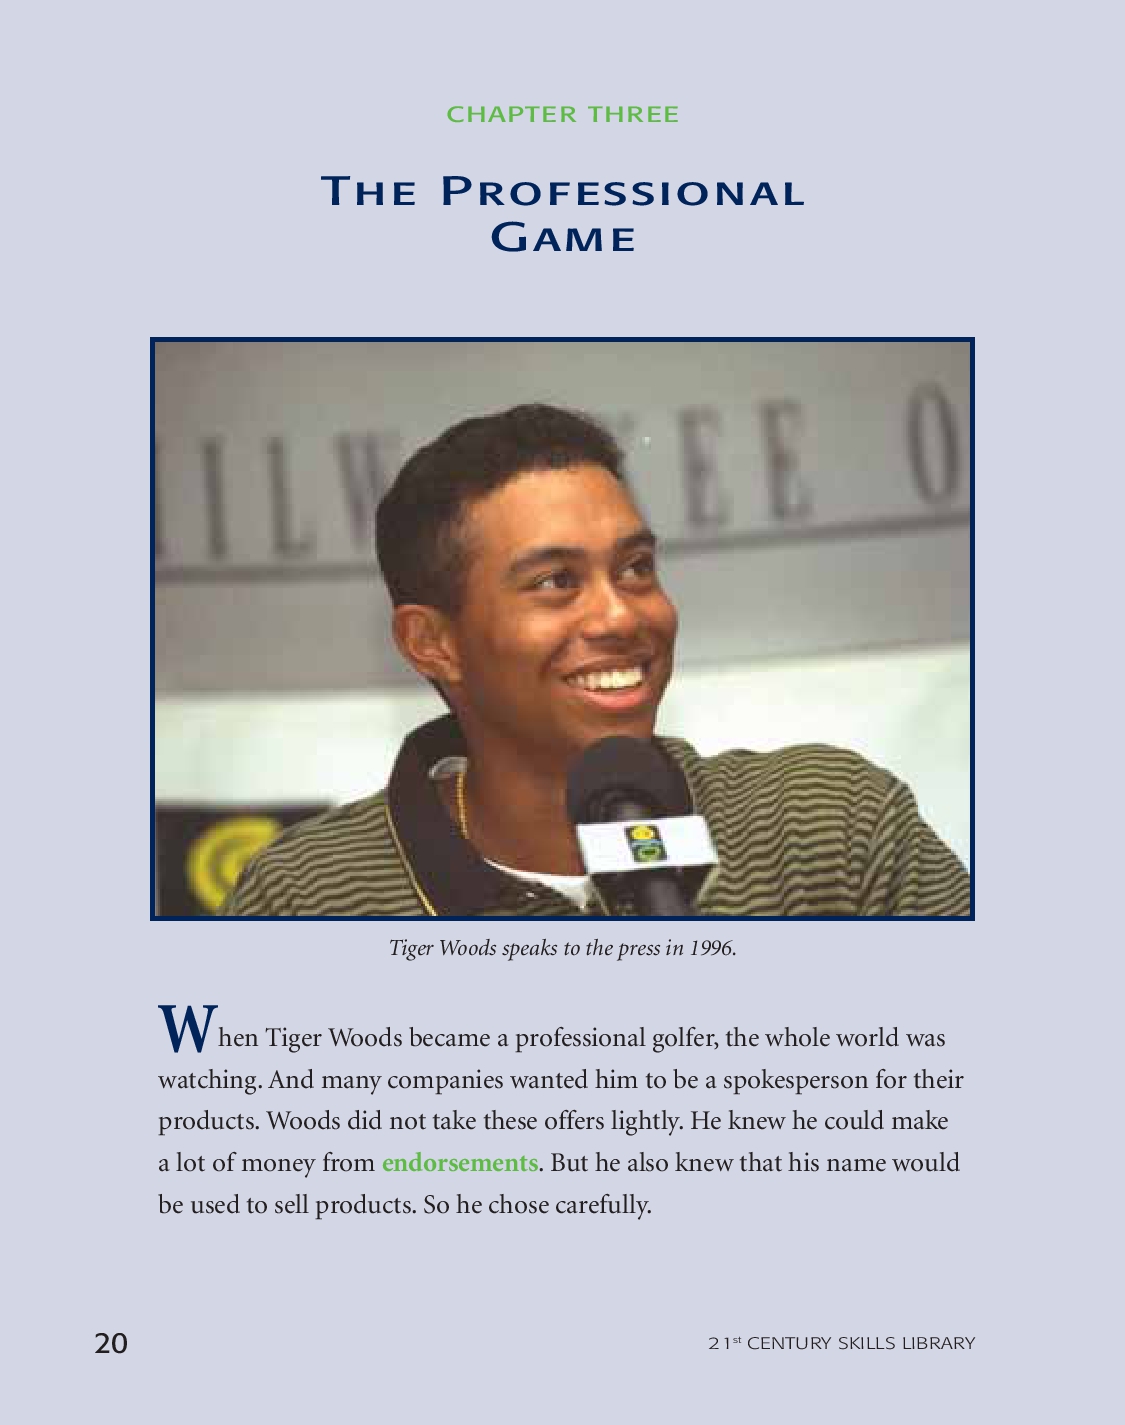 CHAPTER THREE
THE PROFESSIONAL
GAME
ILW EE O
Tiger Woods speaks to the press in 1996.
When Tiger Woods became a professional golfer, the whole world was
watching. And many companies wanted him to be a spokesperson for their
products. Woods did not take these offers lightly. He knew he could make
a lot of money from endorsements. But he also knew that his name would
be used to sell products. So he chose carefully.
20
21st CENTURY SKILLS LIBRARY